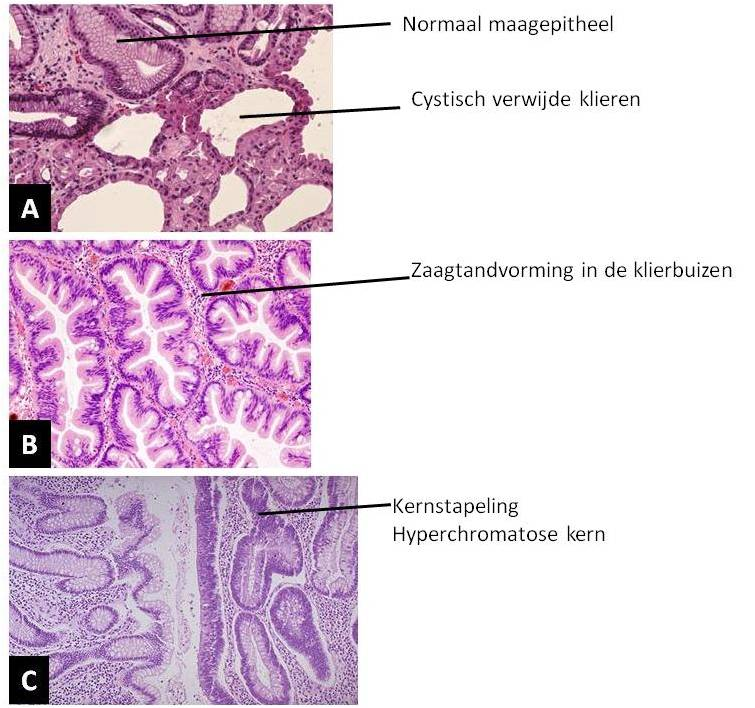 Normaal maagepitheel
Cystisch verwijde klieren
A
Zaagtandvorming in de klierbuizen
B
Kernstapeling
Hyperchromatose kern
C